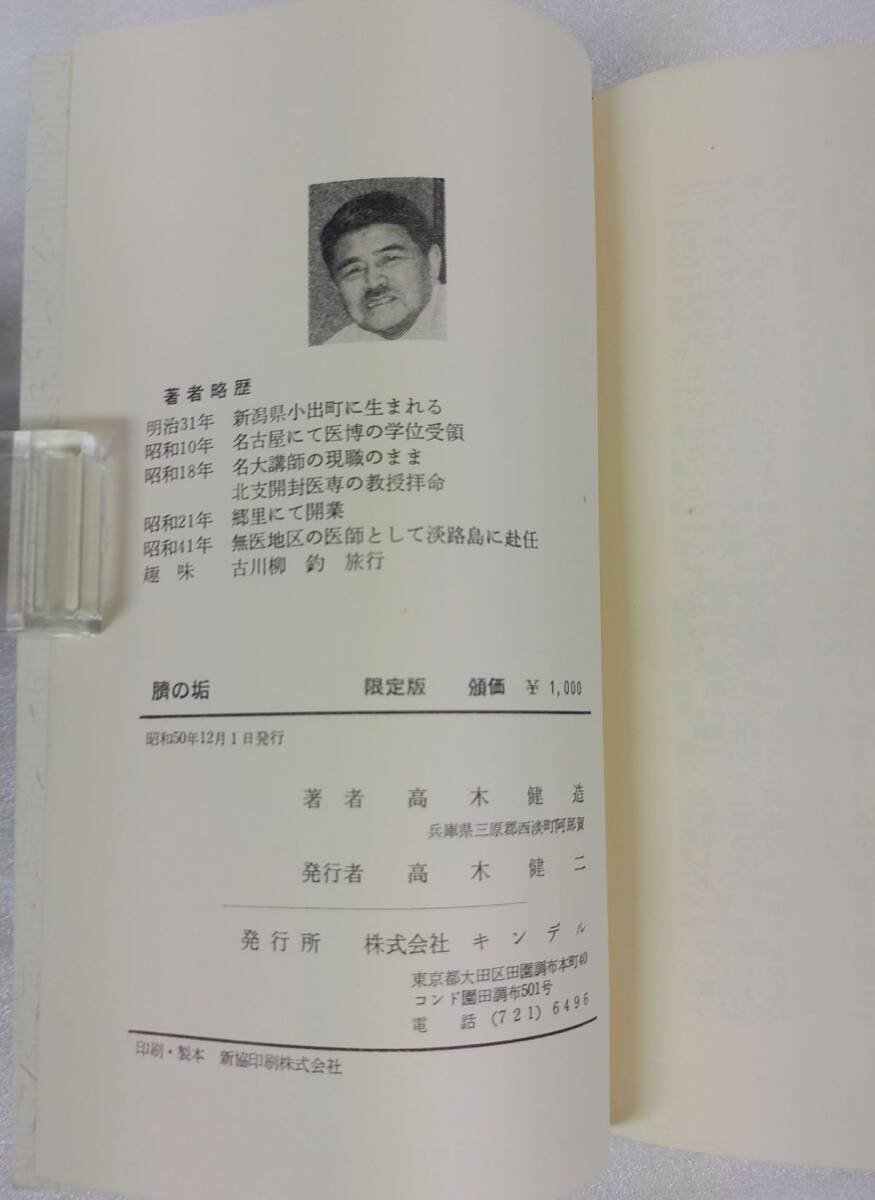 著者略歴
明治31年 新潟県小出町に生まれる
昭和10年 名古屋にて医博の学位受領
昭和18年 名大講師の現職のまま
北支開封医専の教授拝命
昭和21年 郷里にて開業
昭和41年 無医地区の医師として淡路島に赴任
趣味 古川柳 釣 旅行
臍の垢 限定版 頒価 ¥ 1,000
昭和50年12月1日発行
著者 高木健造
兵庫県三原郡西淡町阿那賀
発行者 高木健二
発行所 株式会社 キンデル
東京都大田区田園調布本町40
コンド園田調布501号
電話 (721) 6496
印刷・製本 新協印刷株式会社